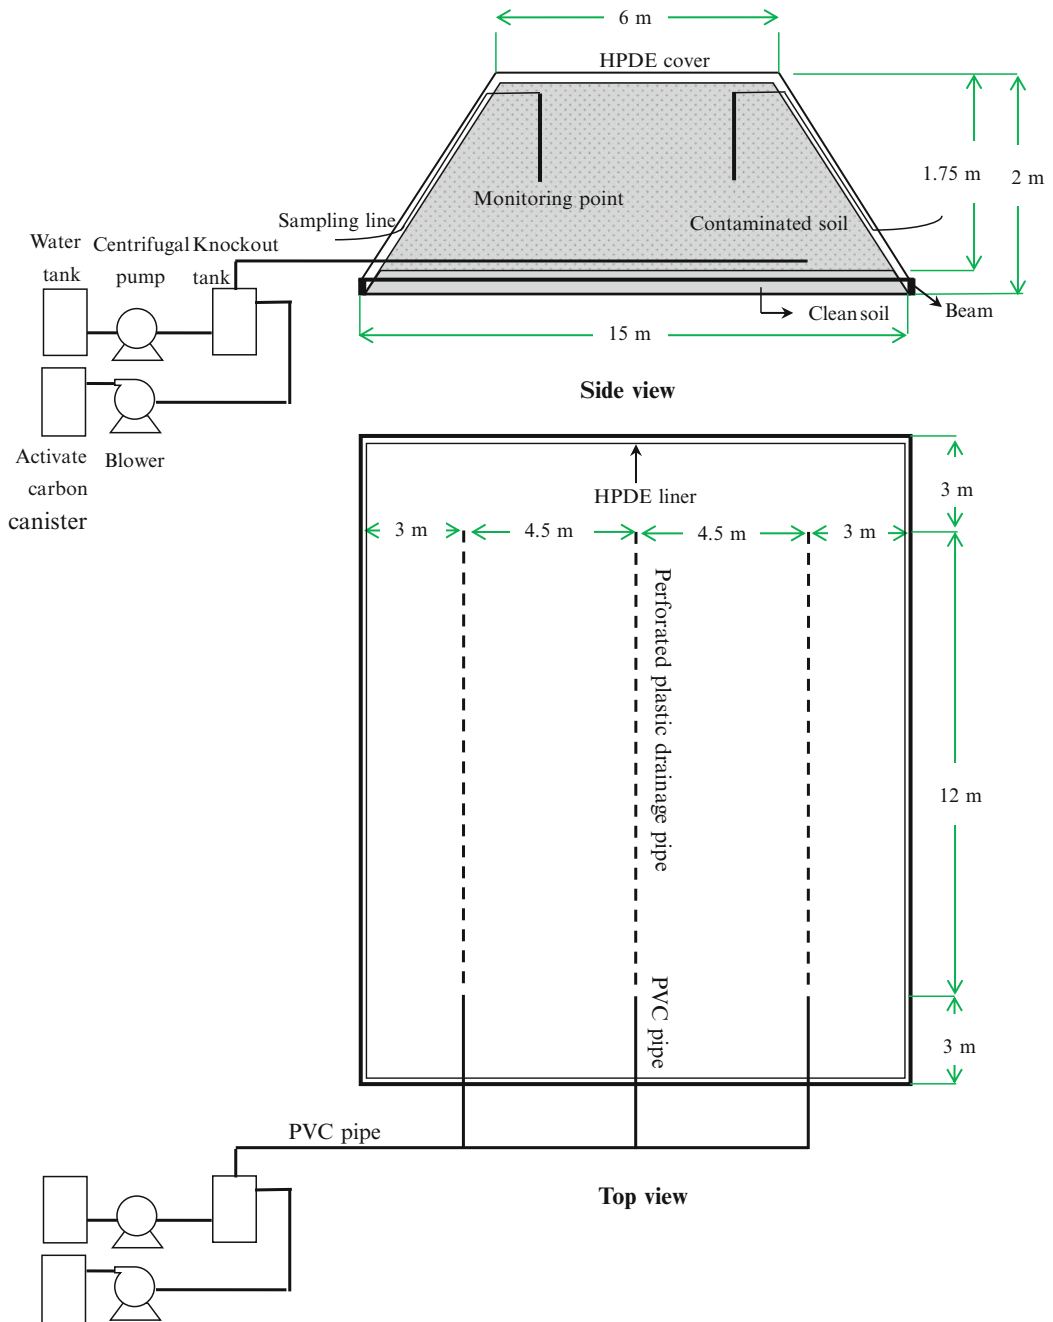 6 m
HPDE cover
1.75 m
2 m
Monitoring point
Sampling line
Contaminated soil
Water
tank
Centrifugal
pump
Knockout
tank
Clean soil
Beam
15 m
Side view
Activate
carbon
canister
Blower
HPDE liner
3 m
3 m
4.5 m
4.5 m
3 m
Perforated plastic drainage pipe
12 m
PVC pipe
3 m
PVC pipe
Top view